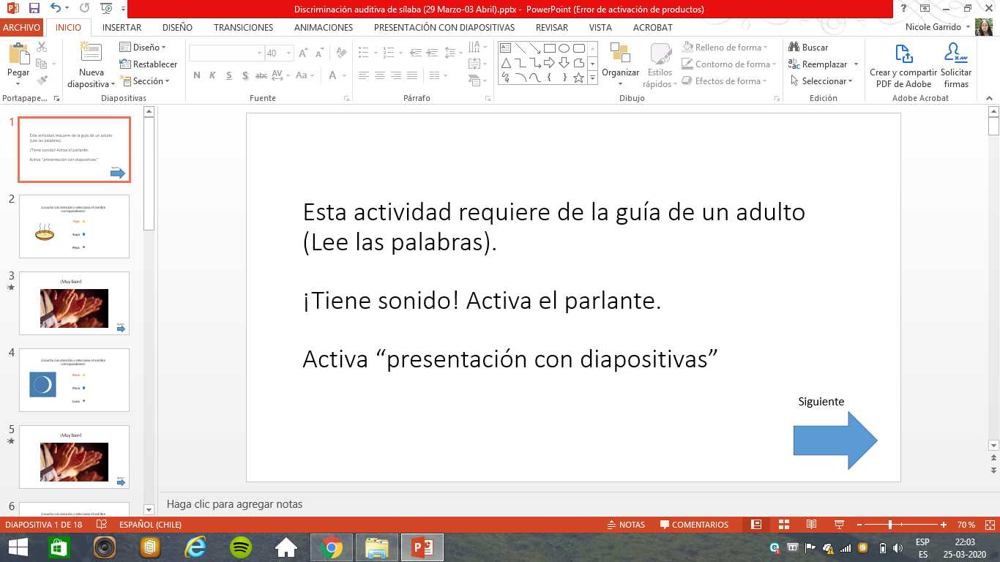 Discriminación auditiva de sílaba (29 Marzo-03 Abril).pptx - PowerPoint (Error de activación de productos)
ARCHIVO INICIO INSERTAR DISEÑO TRANSICIONES ANIMACIONES PRESENTACIÓN CON DIAPOSITIVAS REVISAR VISTA ACROBAT Nicole Garrido
Pegar
Nueva diapositiva
Diseño
Restablecer
Sección
40
N K S S abc AV Aa A
Organizar
Estilos rápidos
Relleno de forma
Contorno de forma
Efectos de forma
Buscar
Reemplazar
Seleccionar
Crear y compartir PDF de Adobe
Solicitar firmas
Portapape... Diapositivas Fuente Párrafo Dibujo Edición Adobe Acrobat
1
Esta actividad requiere de la guía de un adulto
(Lee las palabras).
¡Tiene sonido! Activa el parlante.
Activa “presentación con diapositivas”
2
¡Escucha con atención y selecciona el nombre
correspondiente!
Sopa
3
¡Muy bien!
4
¡Escucha con atención y selecciona el nombre
correspondiente!
Rana
Pena
Luna
5
¡Muy bien!
6
¡Escucha con atención y selecciona el nombre
Esta actividad requiere de la guía de un adulto
(Lee las palabras).
¡Tiene sonido! Activa el parlante.
Activa “presentación con diapositivas”
Siguiente
Haga clic para agregar notas
DIAPOSITIVA 1 DE 18 ESPAÑOL (CHILE) NOTAS COMENTARIOS 70 %
ESP
ES
22:03
25-03-2020